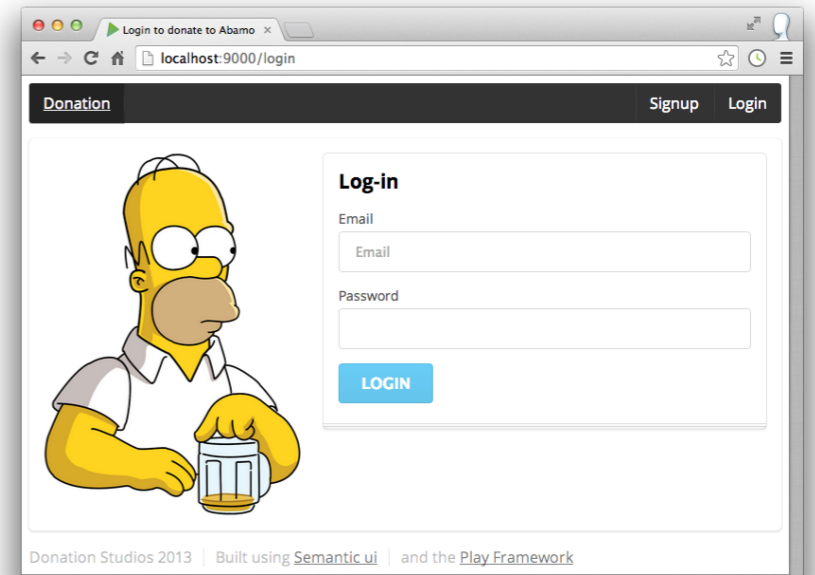 Login to donate to Abamo
localhost:9000/login
Donation
Signup
Login
Log-in
Email
Email
Password
LOGIN
Donation Studios 2013 | Built using Semantic ui | and the Play Framework